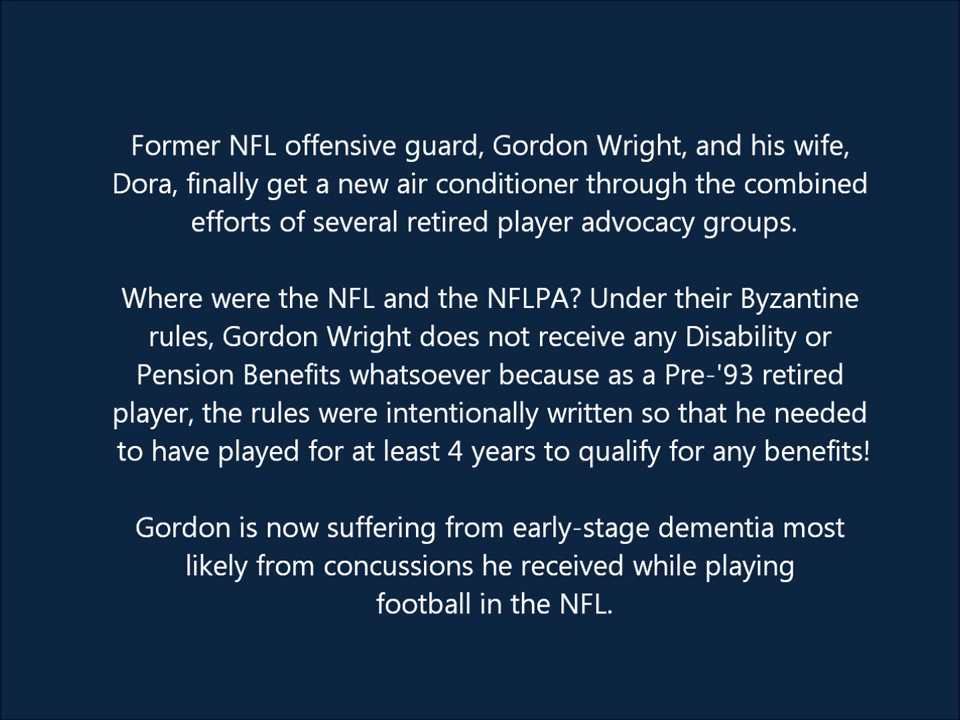 Former NFL offensive guard, Gordon Wright, and his wife,
Dora, finally get a new air conditioner through the combined
efforts of several retired player advocacy groups.
Where were the NFL and the NFLPA? Under their Byzantine
rules, Gordon Wright does not receive any Disability or
Pension Benefits whatsoever because as a Pre-'93 retired
player, the rules were intentionally written so that he needed
to have played for at least 4 years to qualify for any benefits!
Gordon is now suffering from early-stage dementia most
likely from concussions he received while playing
football in the NFL.